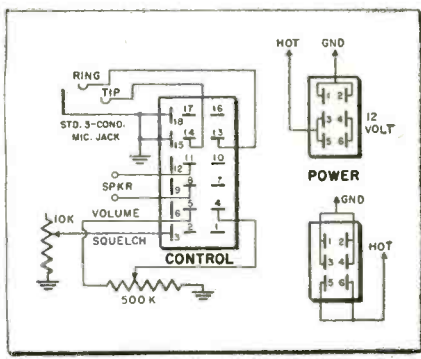 HOT GND
RING
TIP
17 16
18
STD. 3-COND.
MIC. JACK
14 13
15
11 10
12
SPKR
8 7
9
VOLUME
5 4
6
10K
SQUELCH
2 1
3
CONTROL
500K
1 2
3 4
5 6
12
VOLT
POWER
GND
HOT
1 2
3 4
5 6